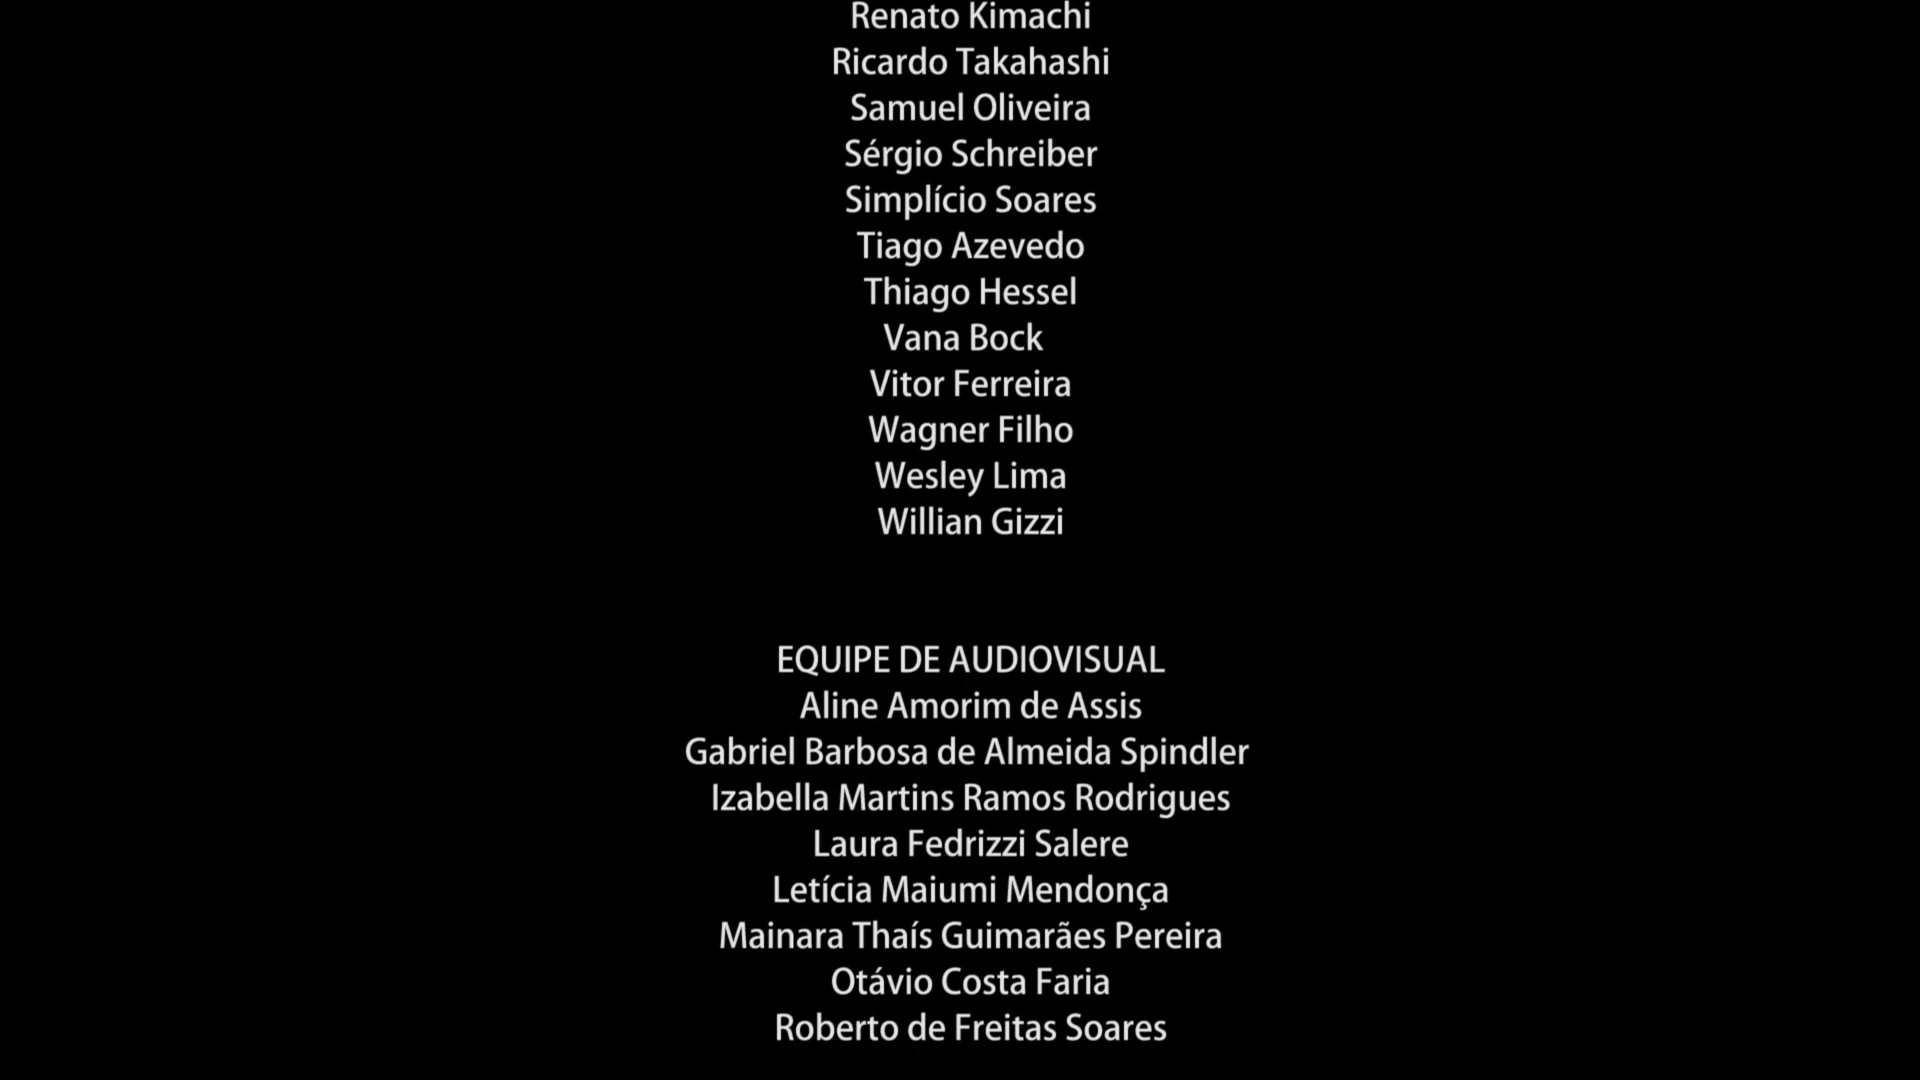 Renato Kimachi
Ricardo Takahashi
Samuel Oliveira
Sérgio Schreiber
Simplício Soares
Tiago Azevedo
Thiago Hessel
Vana Bock
Vitor Ferreira
Wagner Filho
Wesley Lima
Willian Gizzi
EQUIPE DE AUDIOVISUAL
Aline Amorim de Assis
Gabriel Barbosa de Almeida Spindler
Izabella Martins Ramos Rodrigues
Laura Fedrizzi Salere
Letícia Maiumi Mendonça
Mainara Thaís Guimarães Pereira
Otávio Costa Faria
Roberto de Freitas Soares